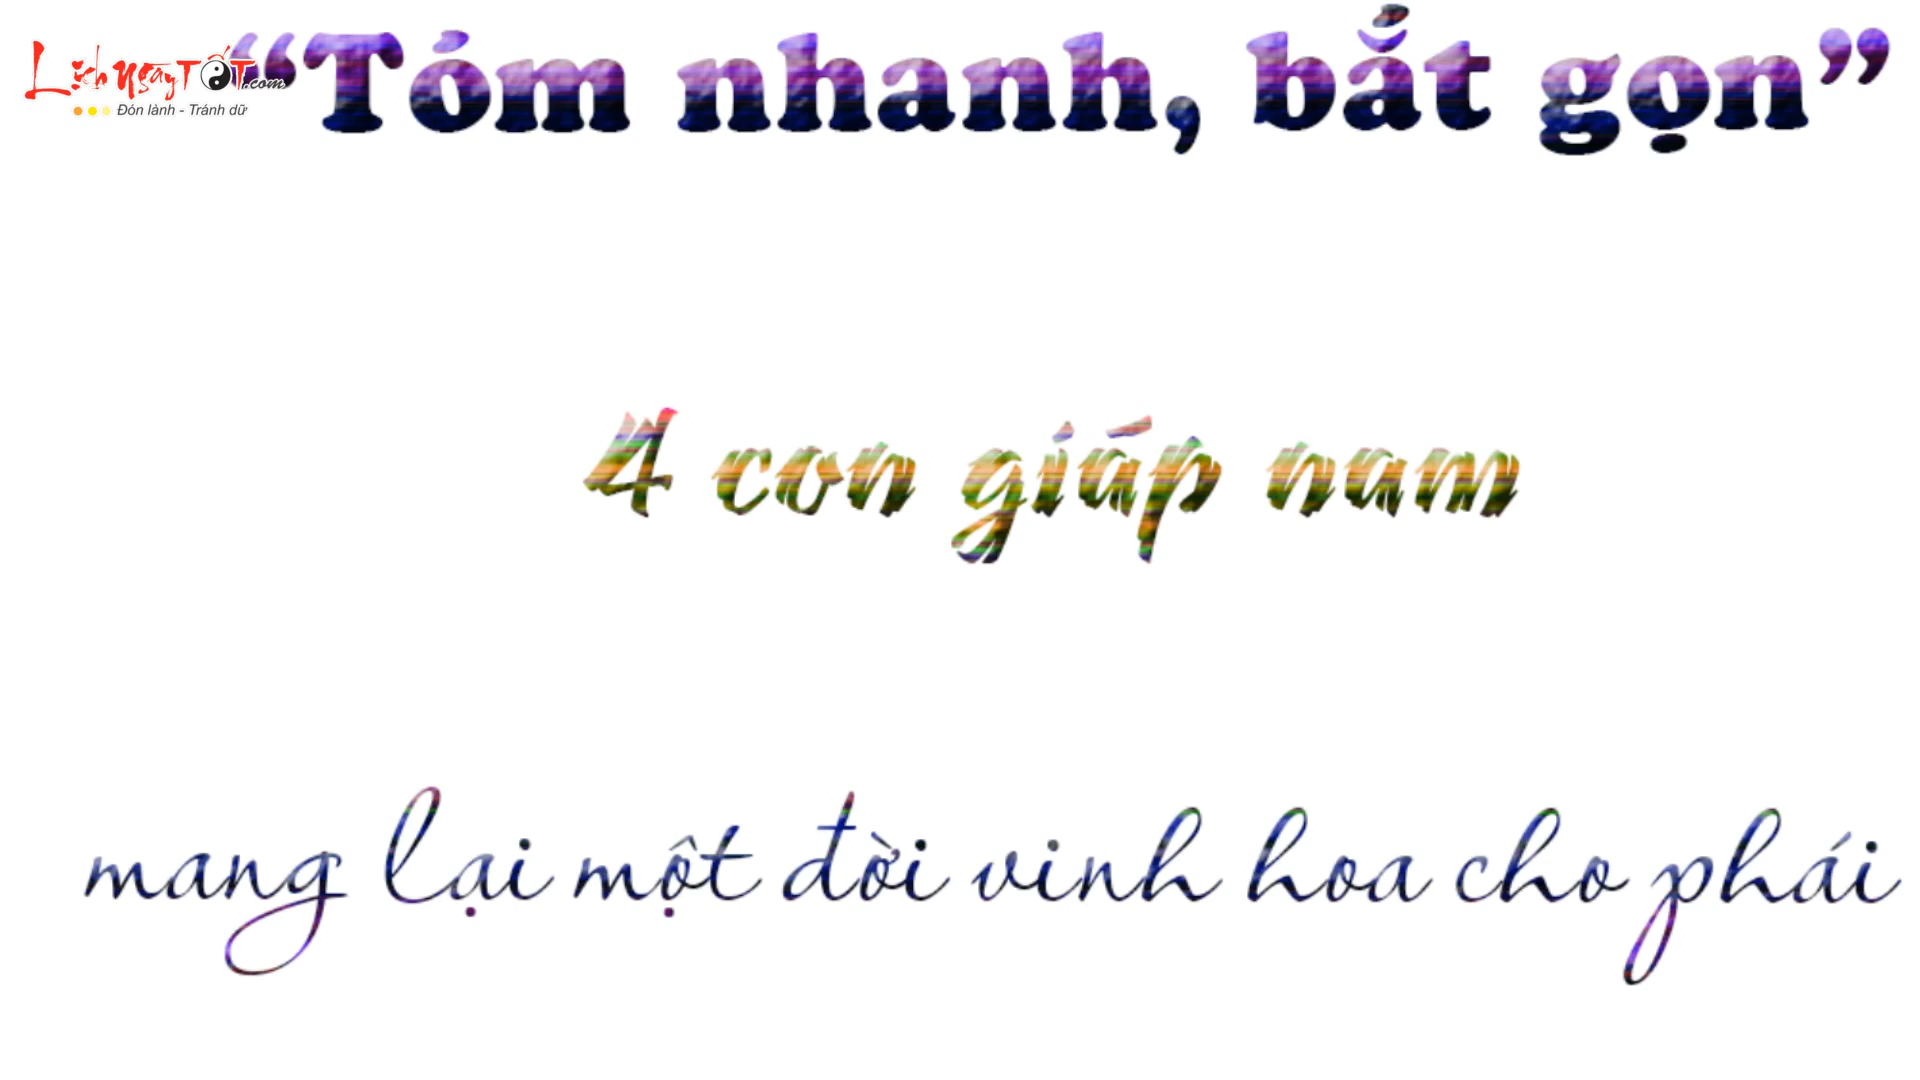 LịchNgàyTỐT.com
Đón lành - Tránh dữ
“Tóm nhanh, bắt gọn”
4 con giáp nam
mang lại một đời vinh hoa cho phái